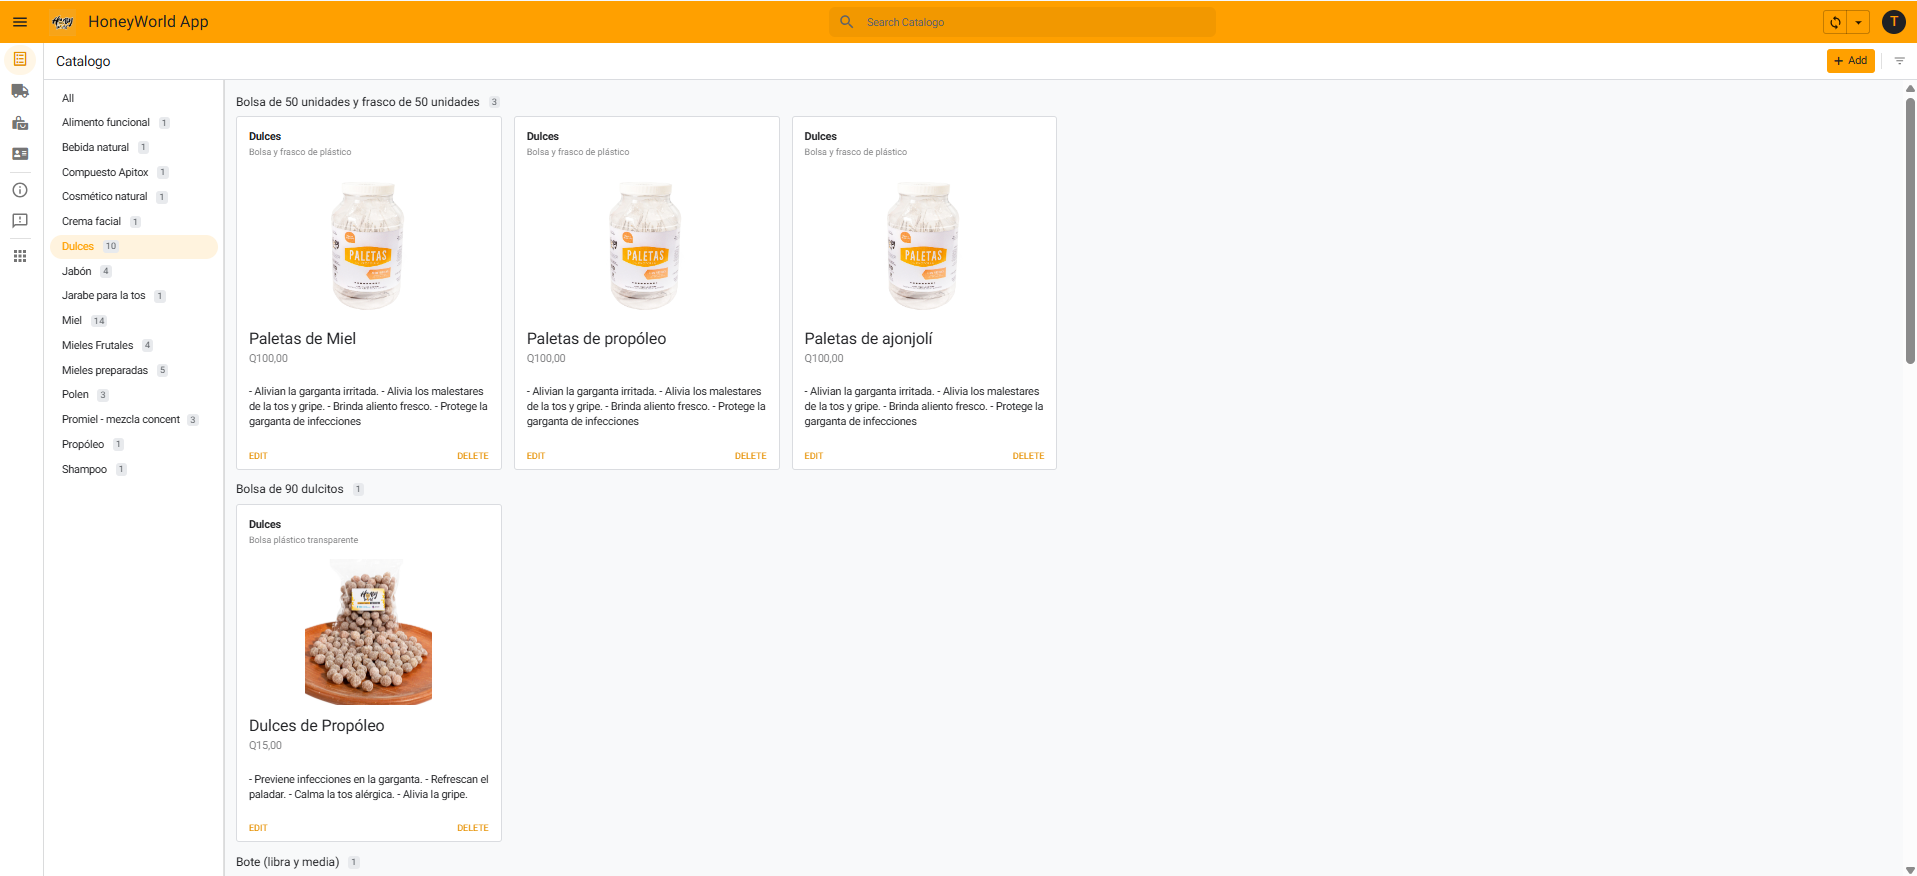 HoneyWorld App
Search Catalogo
T
Catalogo
+ Add
All
Alimento funcional 1
Bebida natural 1
Compuesto Apitox 1
Cosmético natural 1
Crema facial 1
Dulces 10
Jabón 4
Jarabe para la tos 1
Miel 14
Mieles Frutales 4
Mieles preparadas 5
Polen 3
Promiel - mezcla concent 3
Propóleo 1
Shampoo 1
Bolsa de 50 unidades y frasco de 50 unidades 3
Dulces
Bolsa y frasco de plástico
PALETAS
Paletas de Miel
Q100,00
- Alivian la garganta irritada. - Alivia los malestares
de la tos y gripe. - Brinda aliento fresco. - Protege la
garganta de infecciones
EDIT DELETE
Dulces
Bolsa y frasco de plástico
PALETAS
Paletas de propóleo
Q100,00
- Alivian la garganta irritada. - Alivia los malestares
de la tos y gripe. - Brinda aliento fresco. - Protege la
garganta de infecciones
EDIT DELETE
Dulces
Bolsa y frasco de plástico
PALETAS
Paletas de ajonjolí
Q100,00
- Alivian la garganta irritada. - Alivia los malestares
de la tos y gripe. - Brinda aliento fresco. - Protege la
garganta de infecciones
EDIT DELETE
Bolsa de 90 dulcitos 1
Dulces
Bolsa plástico transparente
Honey
Dulces de Propóleo
Q15,00
- Previene infecciones en la garganta. - Refrescan el
paladar. - Calma la tos alérgica. - Alivia la gripe.
EDIT DELETE
Bote (libra y media) 1